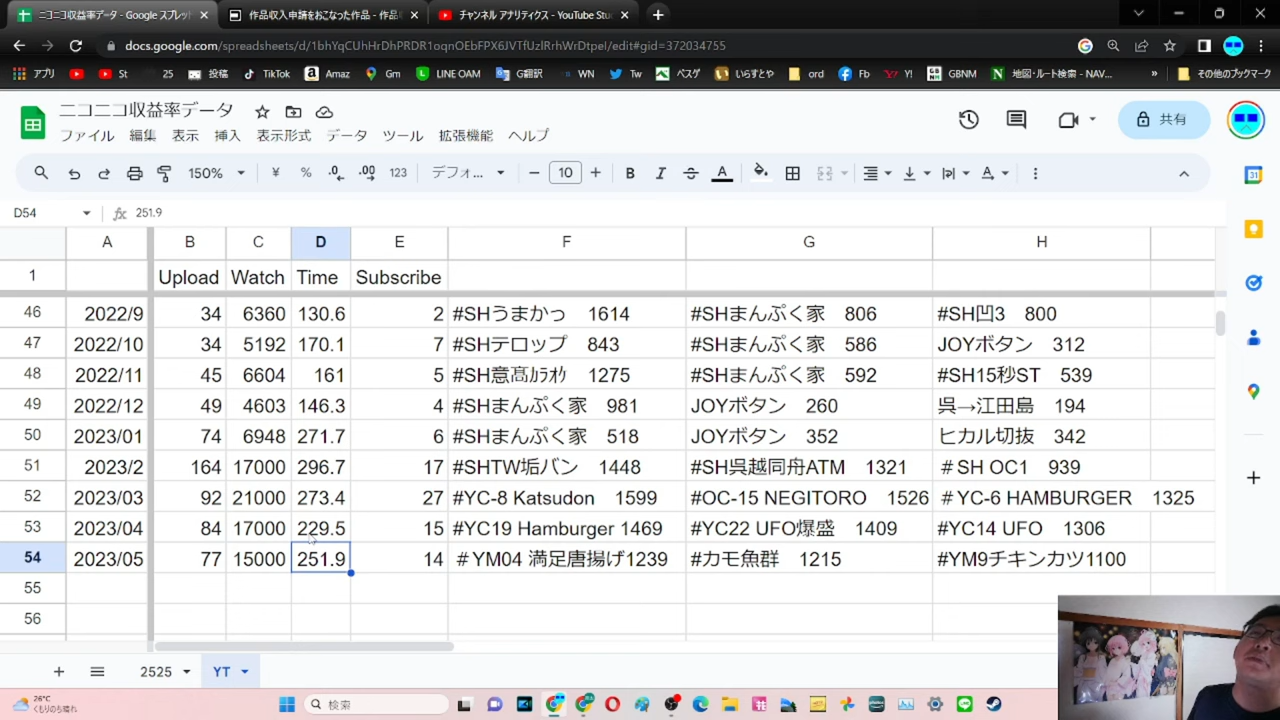 ニコニコ収益率データ - Google スプレッ
作品収入申請をおこなった作品 - 作品収
チャンネル アナリティクス - YouTube Stu
docs.google.com/spreadsheets/d/1bhYqCUhHrDhPRDR1oqnOEbFPX6JVTfUzlRrhWrDtpeI/edit#gid=372034755
アプリ St 25 投稿 TikTok Amaz Gm LINE OAM G翻訳 WN Tw ベスゲ いらすとや ord Fb Y! GBNM 地図・ルート検索 - NAV... » その他のブックマーク
ニコニコ収益率データ
ファイル 編集 表示 挿入 表示形式 データ ツール 拡張機能 ヘルプ
共有
150% ¥ % .0 .00 123 デフォ... − 10 + B I A
D54 fx 251.9
A B C D E F G H
1 Upload Watch Time Subscribe
46 2022/9 34 6360 130.6 2 #SHうまかっ 1614 #SHまんぷく家 806 #SH凹3 800
47 2022/10 34 5192 170.1 7 #SHテロップ 843 #SHまんぷく家 586 JOYボタン 312
48 2022/11 45 6604 161 5 #SH意髙ｶﾗｵｹ 1275 #SHまんぷく家 592 #SH15秒ST 539
49 2022/12 49 4603 146.3 4 #SHまんぷく家 981 JOYボタン 260 呉→江田島 194
50 2023/01 74 6948 271.7 6 #SHまんぷく家 518 JOYボタン 352 ヒカル切抜 342
51 2023/2 164 17000 296.7 17 #SHTW垢バン 1448 #SH呉越同舟ATM 1321 ＃SH OC1 939
52 2023/03 92 21000 273.4 27 #YC-8 Katsudon 1599 #OC-15 NEGITORO 1526 ＃YC-6 HAMBURGER 1325
53 2023/04 84 17000 229.5 15 #YC19 Hamburger 1469 #YC22 UFO爆盛 1409 #YC14 UFO 1306
54 2023/05 77 15000 251.9 14 ＃YM04 満足唐揚げ1239 #カモ魚群 1215 #YM9チキンカツ1100
55
56
2525 YT
26°C
くもりのち晴れ
検索